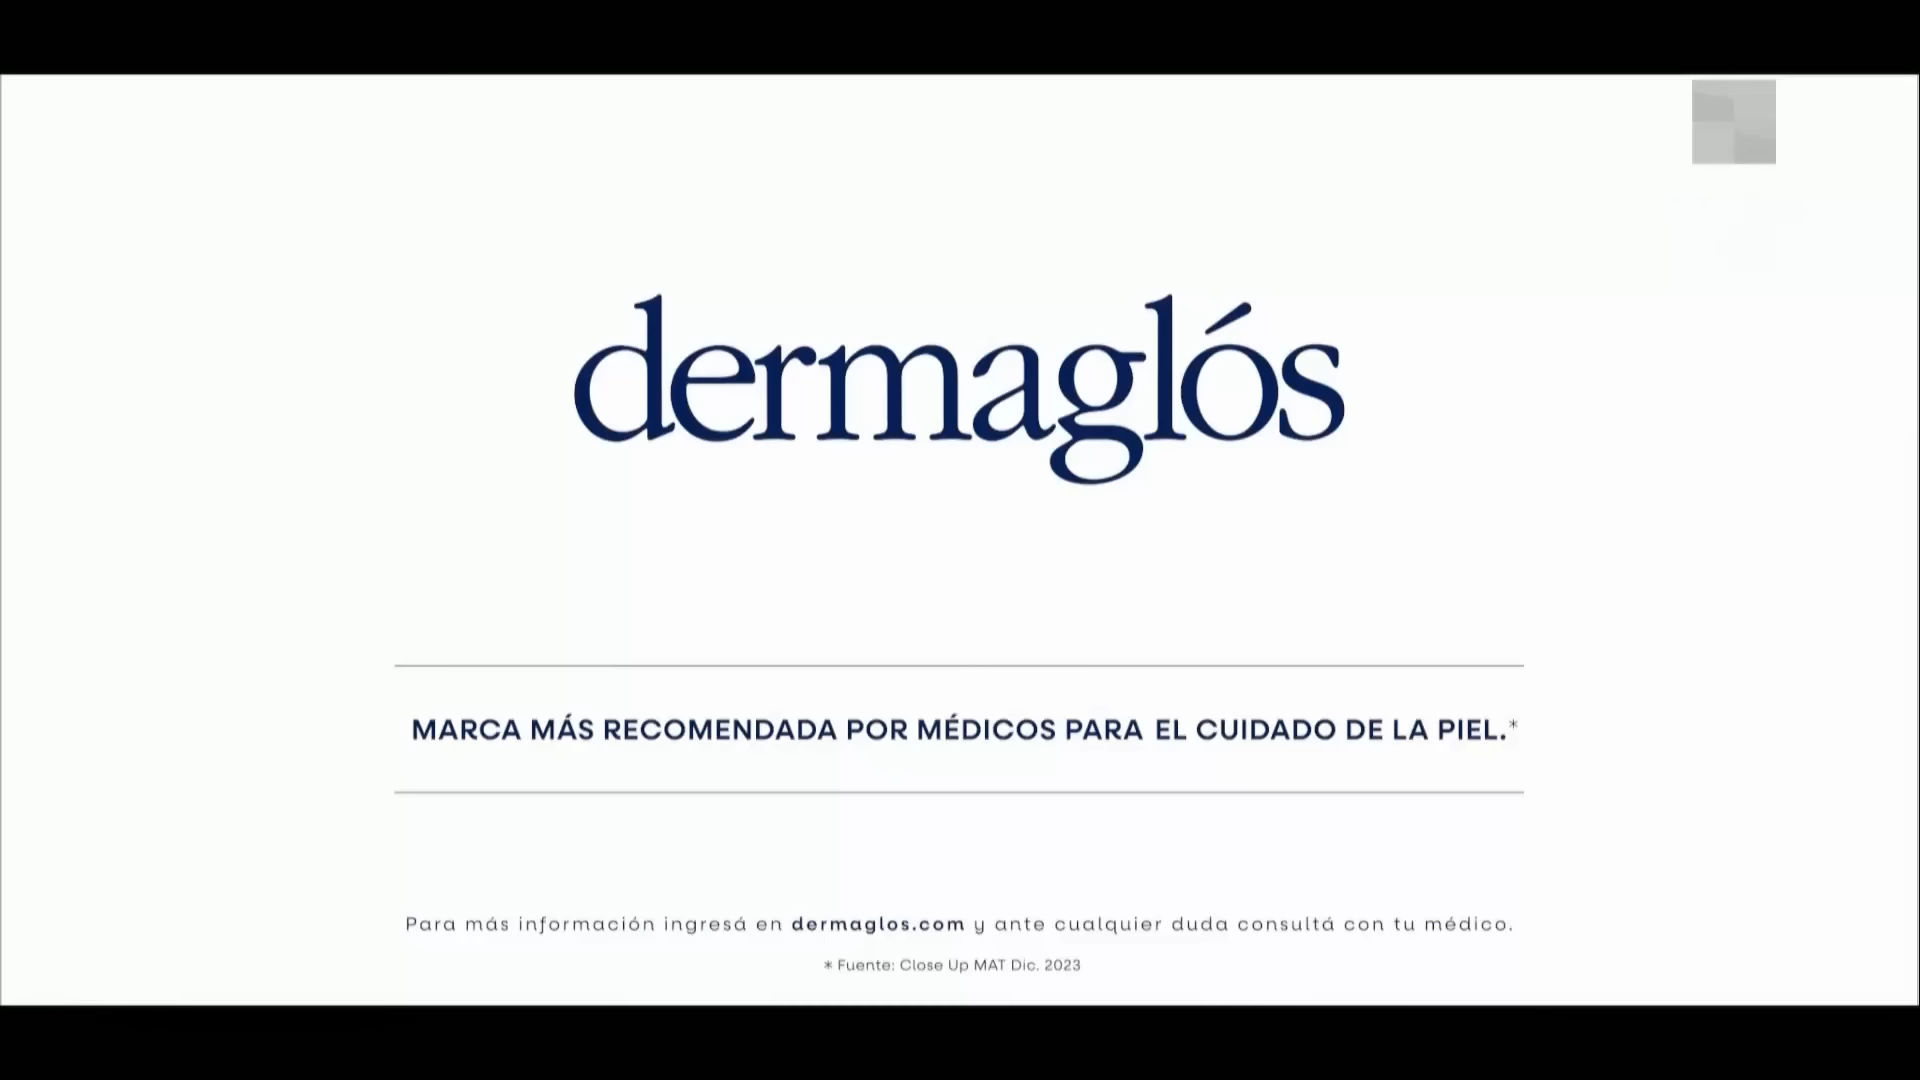 dermaglós
MARCA MÁS RECOMENDADA POR MÉDICOS PARA EL CUIDADO DE LA PIEL.*
Para más información ingresá en dermaglos.com y ante cualquier duda consultá con tu médico.
* Fuente: Close Up MAT Dic. 2023